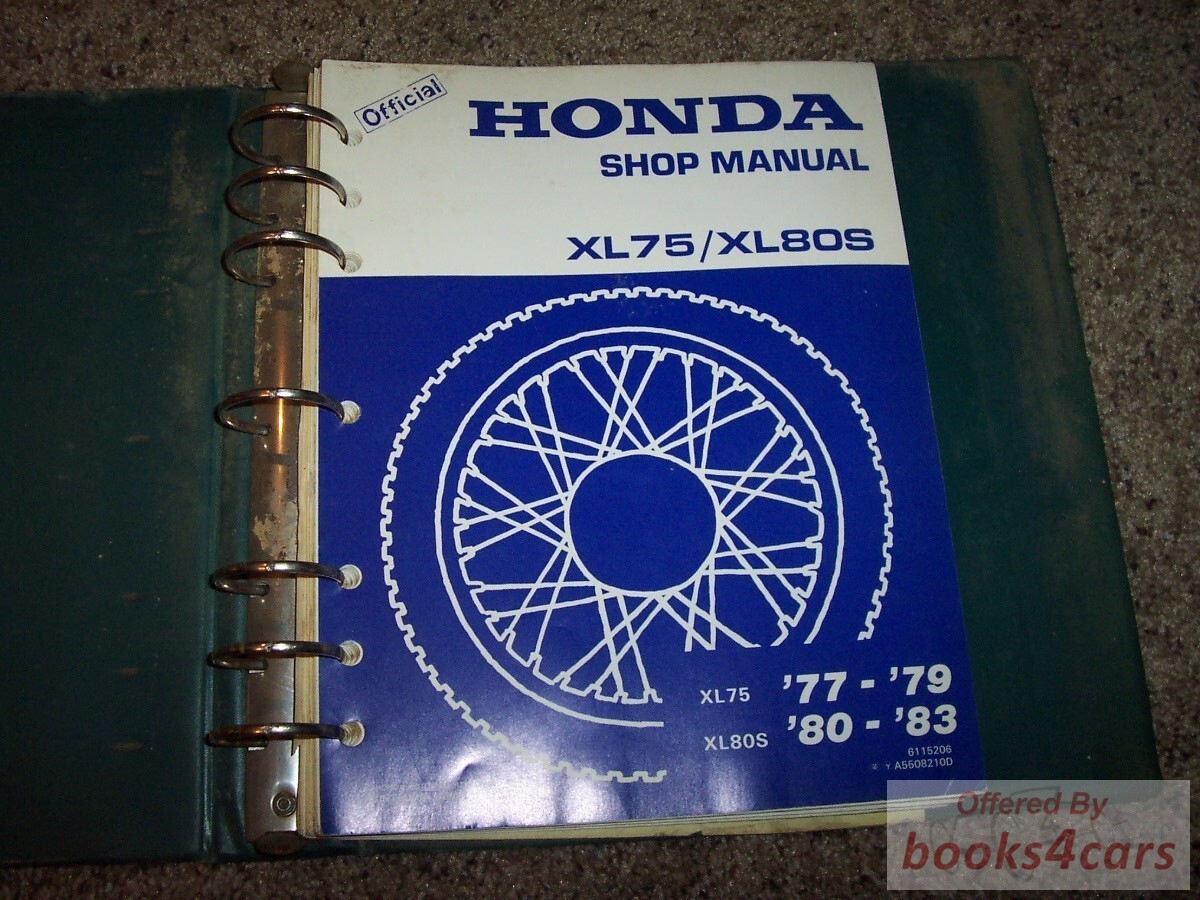 Official
HONDA
SHOP MANUAL
XL75/XL80S
XL75 '77 - '79
XL80S '80 - '83
6115206
Y A5508210D
Offered By
books4cars